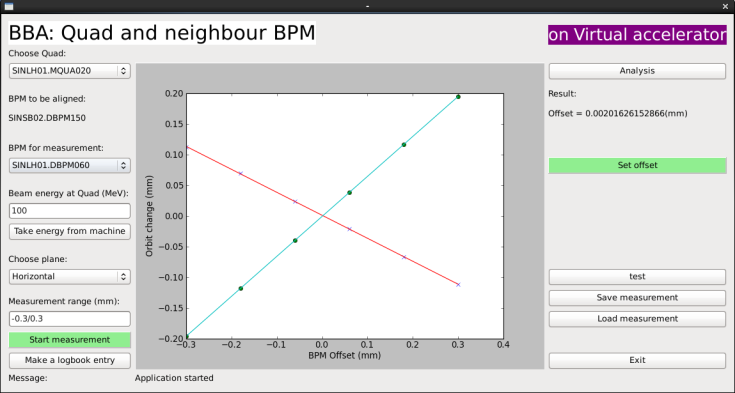 -
BBA: Quad and neighbour BPM
on Virtual accelerator
Choose Quad:
SINLH01.MQUA020
BPM to be aligned:
SINSB02.DBPM150
BPM for measurement:
SINLH01.DBPM060
Beam energy at Quad (MeV):
100
Take energy from machine
Choose plane:
Horizontal
Measurement range (mm):
-0.3/0.3
Start measurement
Make a logbook entry
Message:
Application started
Orbit change (mm)
0.20
0.15
0.10
0.05
0.00
−0.05
−0.10
−0.15
−0.20
−0.3 −0.2 −0.1 0.0 0.1 0.2 0.3 0.4
BPM Offset (mm)
Analysis
Result:
Offset = 0.00201626152866(mm)
Set offset
test
Save measurement
Load measurement
Exit